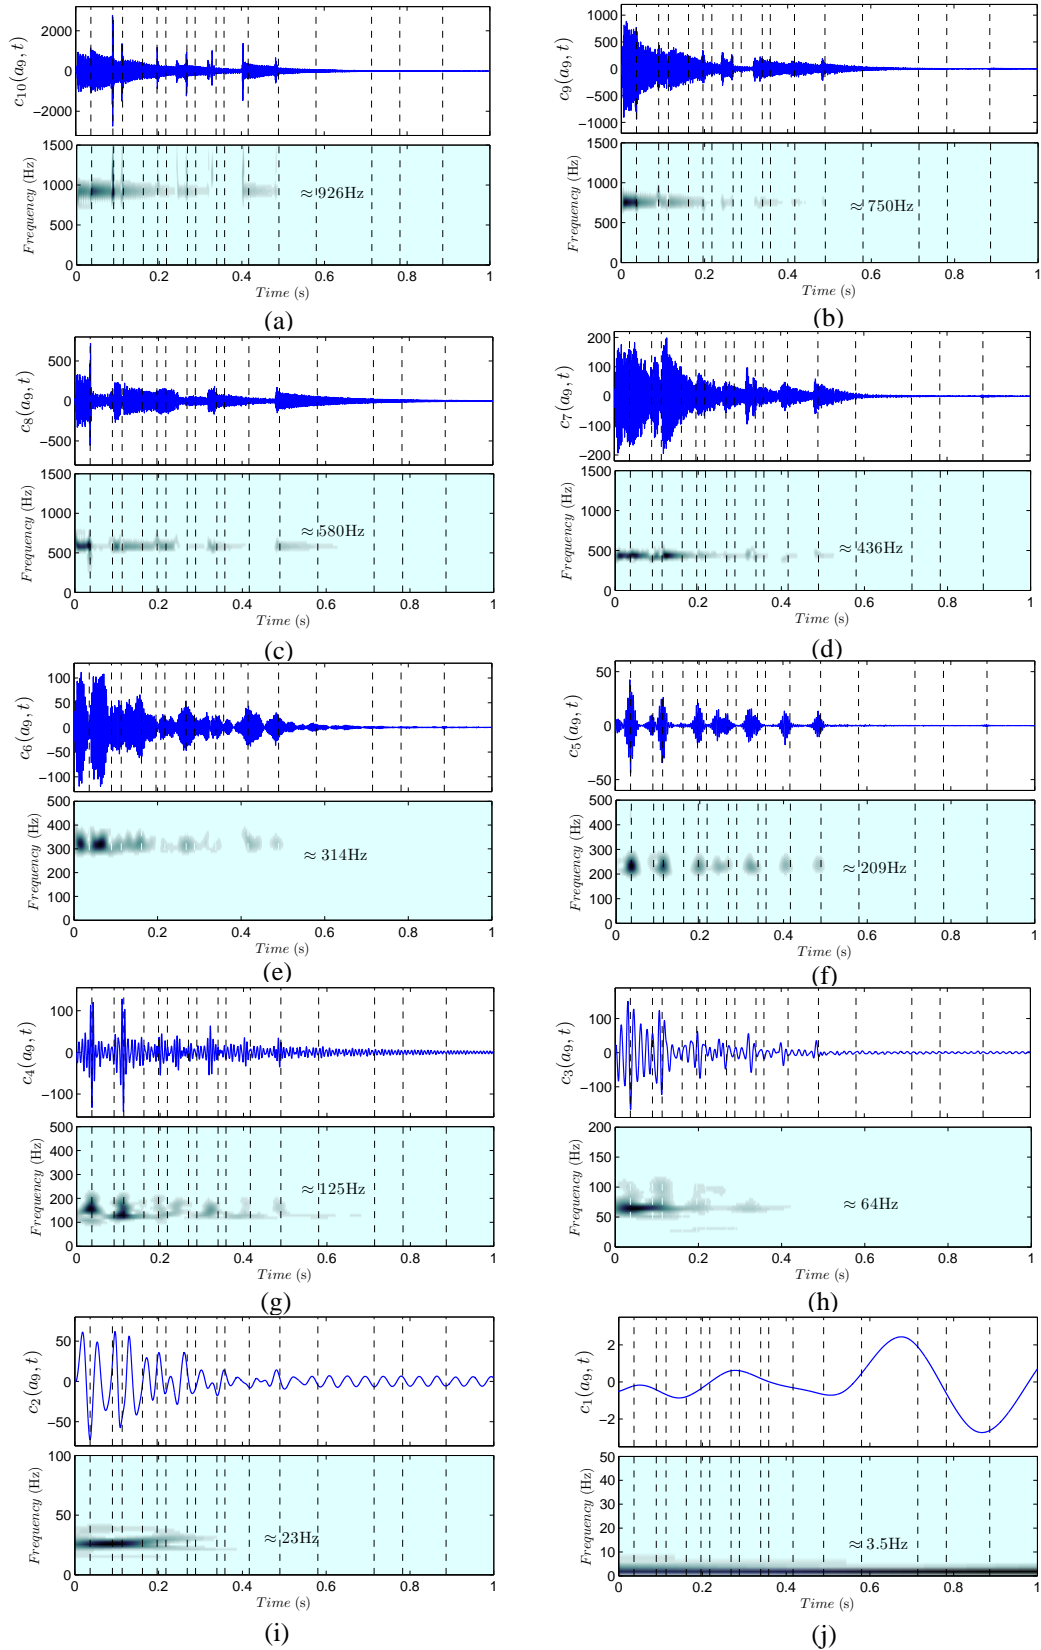 c10(a9, t)
2000
0
−2000
Frequency (Hz)
1500
1000
500
0
≈ 926Hz
0 0.2 0.4 0.6 0.8 1
Time (s)
(a)
c9(a9, t)
1000
500
0
−500
−1000
Frequency (Hz)
1500
1000
500
0
≈ 750Hz
0 0.2 0.4 0.6 0.8 1
Time (s)
(b)
c8(a9, t)
500
0
−500
Frequency (Hz)
1500
1000
500
0
≈ 580Hz
0 0.2 0.4 0.6 0.8 1
Time (s)
(c)
c7(a9, t)
200
100
0
−100
−200
Frequency (Hz)
1500
1000
500
0
≈ 436Hz
0 0.2 0.4 0.6 0.8 1
Time (s)
(d)
c6(a9, t)
100
50
0
−50
−100
Frequency (Hz)
500
400
300
200
100
0
≈ 314Hz
0 0.2 0.4 0.6 0.8 1
Time (s)
(e)
c5(a9, t)
50
0
−50
Frequency (Hz)
500
400
300
200
100
0
≈ 209Hz
0 0.2 0.4 0.6 0.8 1
Time (s)
(f)
c4(a9, t)
100
0
−100
Frequency (Hz)
500
400
300
200
100
0
≈ 125Hz
0 0.2 0.4 0.6 0.8 1
Time (s)
(g)
c3(a9, t)
100
0
−100
Frequency (Hz)
200
150
100
50
0
≈ 64Hz
0 0.2 0.4 0.6 0.8 1
Time (s)
(h)
c2(a9, t)
50
0
−50
Frequency (Hz)
100
50
0
≈ 23Hz
0 0.2 0.4 0.6 0.8 1
Time (s)
(i)
c1(a9, t)
2
0
−2
Frequency (Hz)
50
40
30
20
10
0
≈ 3.5Hz
0 0.2 0.4 0.6 0.8 1
Time (s)
(j)